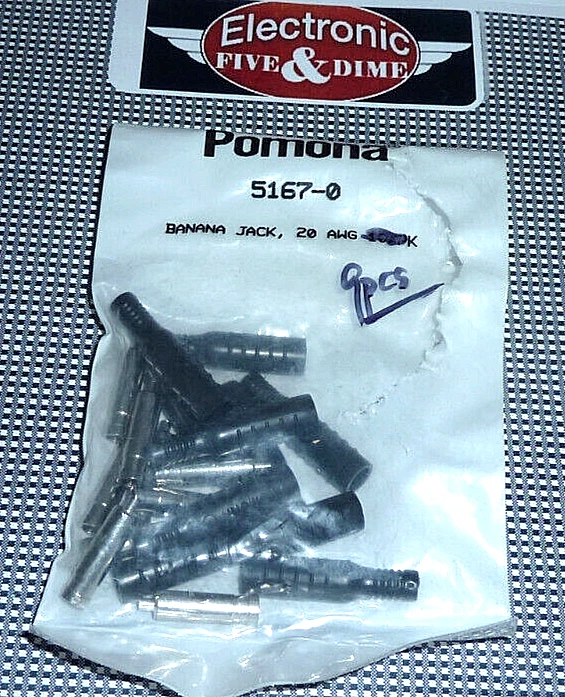 Electronic
FIVE & DIME
Pomona
5167-0
BANANA JACK, 20 AWG
9pcs